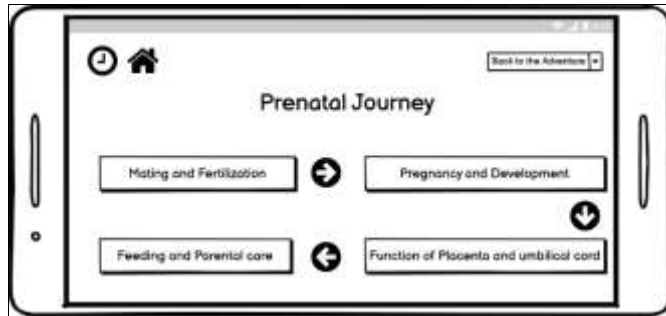 Back to the Adventure
Prenatal Journey
Mating and Fertilization
Pregnancy and Development
Feeding and Parental care
Function of Placenta and umbilical cord